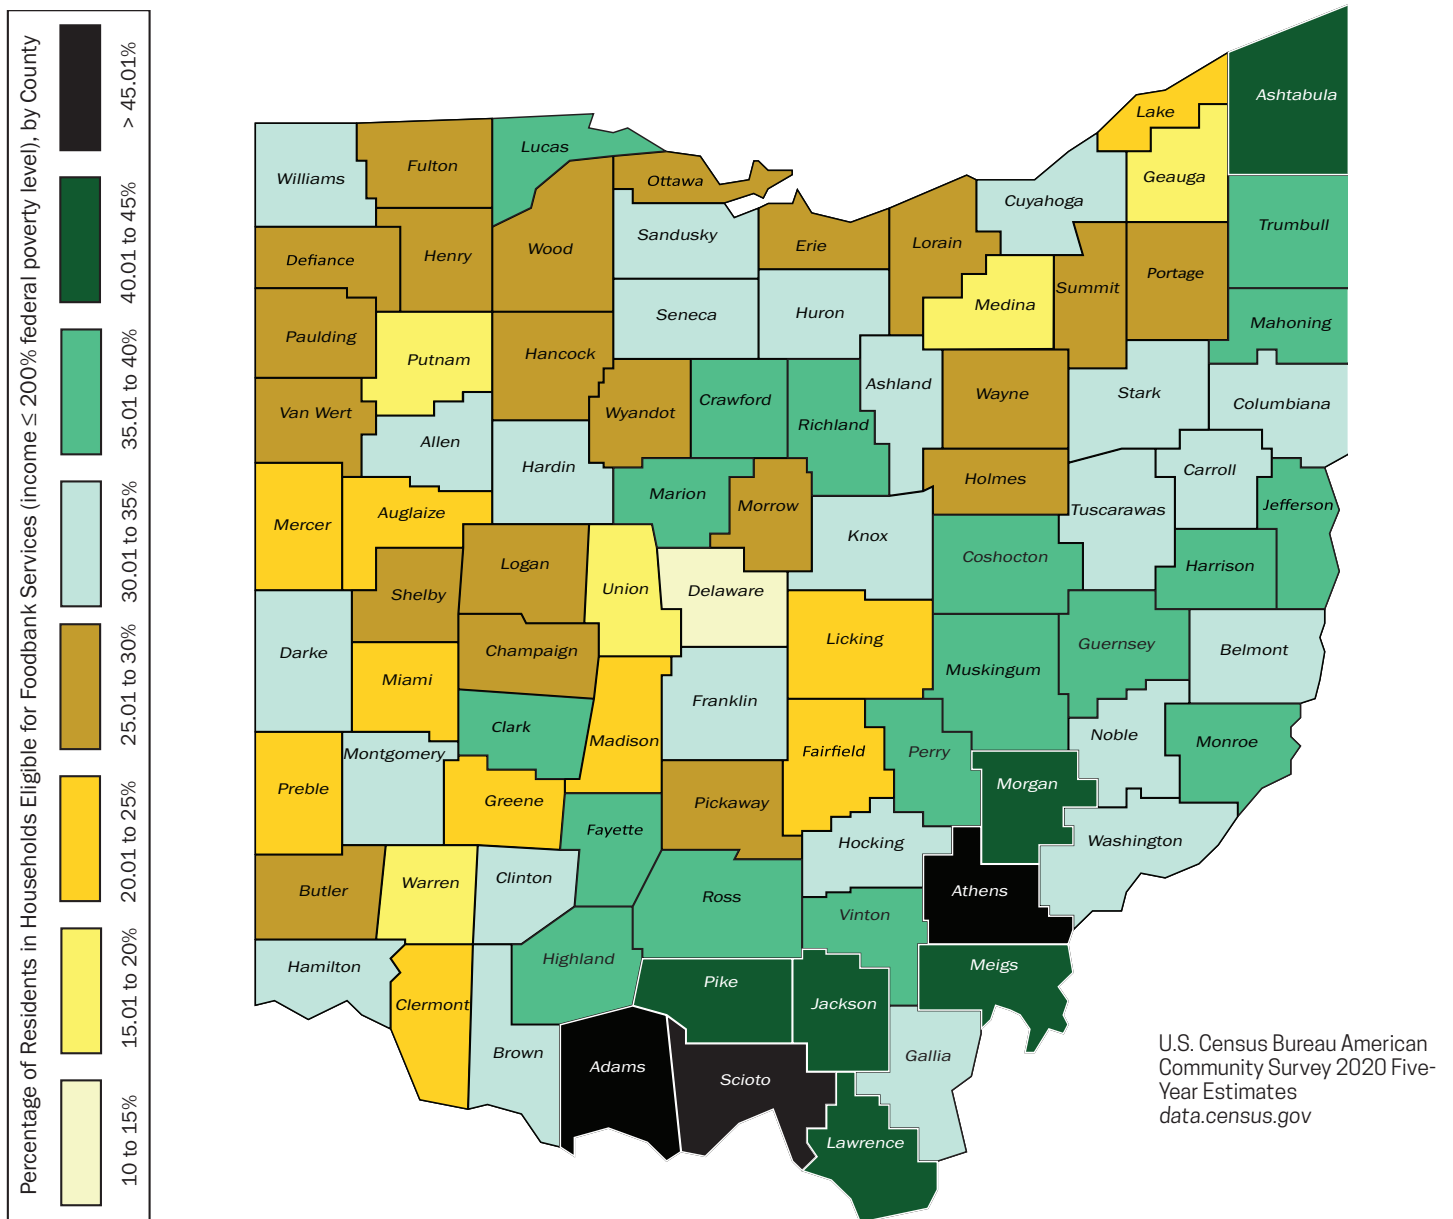 Percentage of Residents in Households Eligible for Foodbank Services (income ≤ 200% federal poverty level), by County
> 45.01%
40.01 to 45%
35.01 to 40%
30.01 to 35%
25.01 to 30%
20.01 to 25%
15.01 to 20%
10 to 15%
Ashtabula
Lake
Lucas
Fulton
Williams
Ottawa
Geauga
Cuyahoga
Trumbull
Sandusky
Wood
Erie
Lorain
Henry
Defiance
Portage
Summit
Medina
Seneca
Huron
Mahoning
Paulding
Putnam
Hancock
Ashland
Stark
Wayne
Crawford
Columbiana
Van Wert
Wyandot
Richland
Allen
Hardin
Carroll
Holmes
Marion
Morrow
Jefferson
Tuscarawas
Mercer
Auglaize
Knox
Coshocton
Logan
Harrison
Union
Delaware
Shelby
Licking
Guernsey
Belmont
Darke
Champaign
Muskingum
Miami
Franklin
Clark
Madison
Noble
Monroe
Montgomery
Fairfield
Perry
Morgan
Preble
Greene
Pickaway
Fayette
Hocking
Washington
Clinton
Warren
Butler
Athens
Ross
Vinton
Highland
Hamilton
Meigs
Pike
Jackson
Clermont
Brown
Gallia
Adams
Scioto
Lawrence
U.S. Census Bureau American
Community Survey 2020 Five-
Year Estimates
data.census.gov